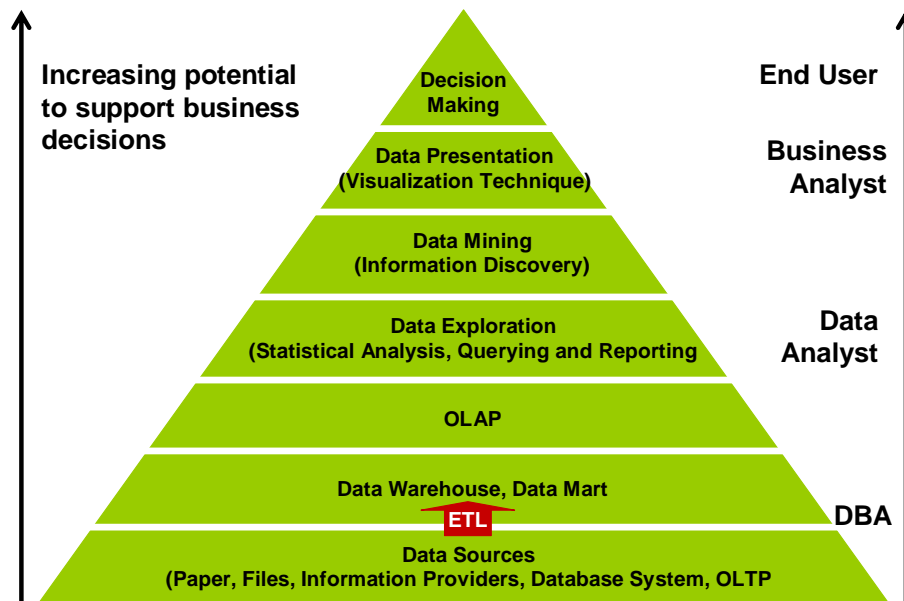 Increasing potential
to support business
decisions
Decision
Making
End User
Data Presentation
(Visualization Technique)
Business
Analyst
Data Mining
(Information Discovery)
Data Exploration
(Statistical Analysis, Querying and Reporting
Data
Analyst
OLAP
Data Warehouse, Data Mart
ETL
DBA
Data Sources
(Paper, Files, Information Providers, Database System, OLTP